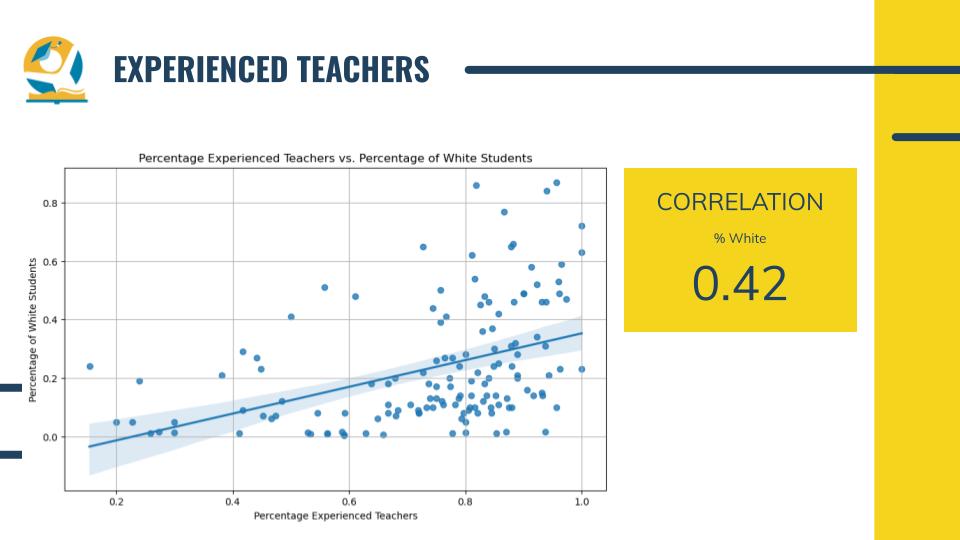 EXPERIENCED TEACHERS
Percentage Experienced Teachers vs. Percentage of White Students
Percentage of White Students
0.8
0.6
0.4
0.2
0.0
0.2 0.4 0.6 0.8 1.0
Percentage Experienced Teachers
CORRELATION
% White
0.42